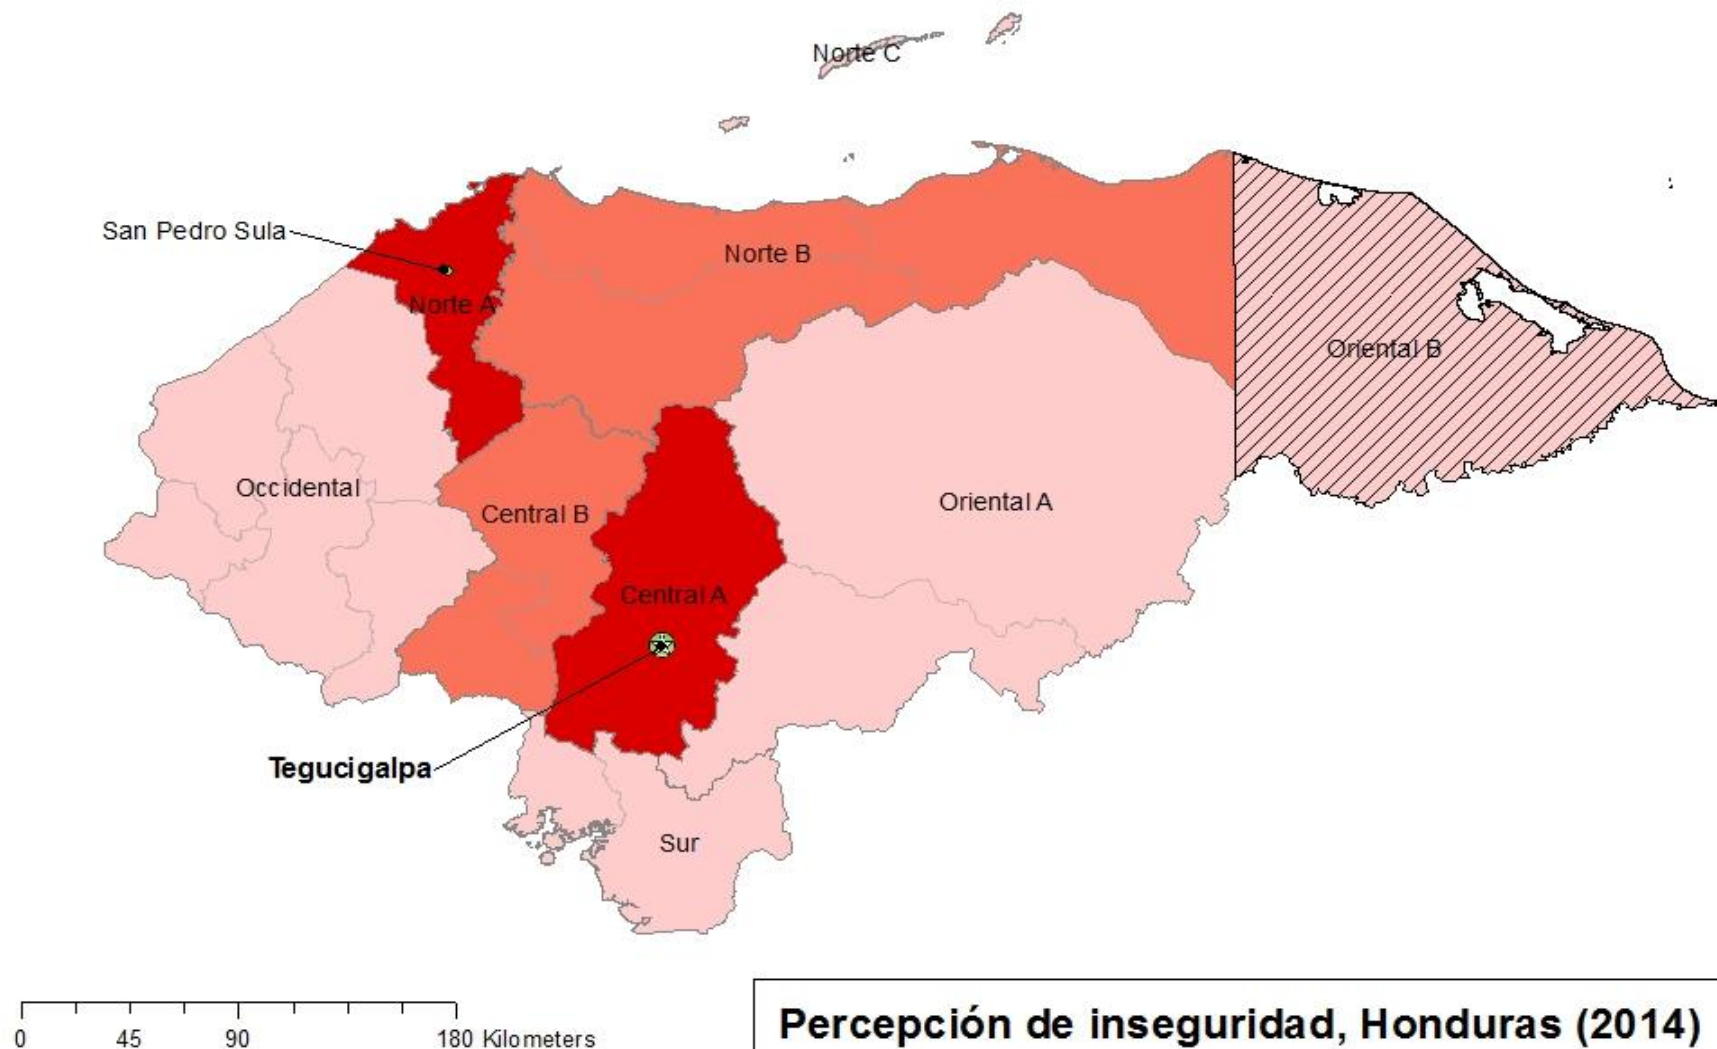 Norte C
San Pedro Sula
Norte B
Norte A
Oriental B
Occidental
Central B
Oriental A
Central A
Tegucigalpa
Sur
0 45 90 180 Kilometers
Percepción de inseguridad, Honduras (2014)